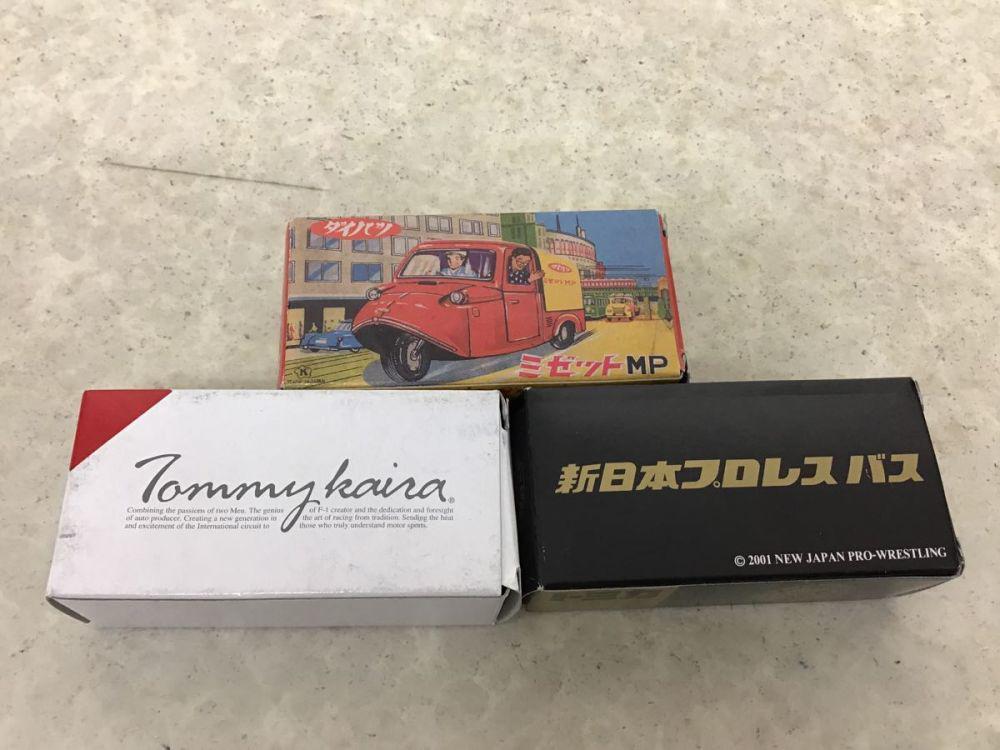 ダイハツ
ミゼットMP
K
Tommykaira®
Combining the passions of two Men. The genius of F-1 creator and the dedication and foresight
of auto producer. Creating a new generation in the art of racing from tradition. Sending the heat
and excitement of the International circuit to those who truly understand motor sports.
新日本プロレスバス
© 2001 NEW JAPAN PRO-WRESTLING